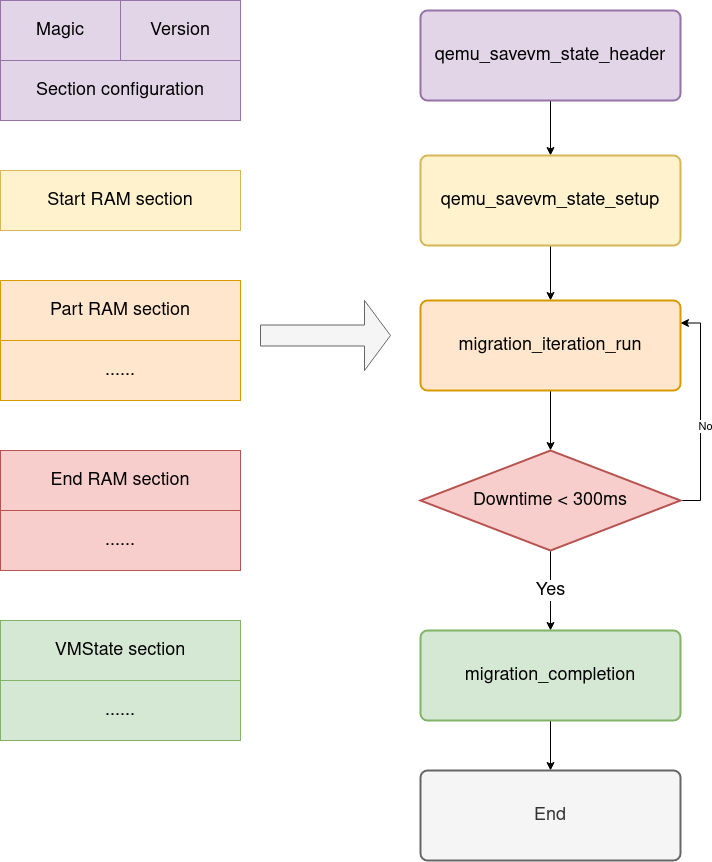 Magic
Version
Section configuration
Start RAM section
Part RAM section
......
End RAM section
......
VMState section
......
qemu_savevm_state_header
qemu_savevm_state_setup
migration_iteration_run
No
Downtime < 300ms
Yes
migration_completion
End